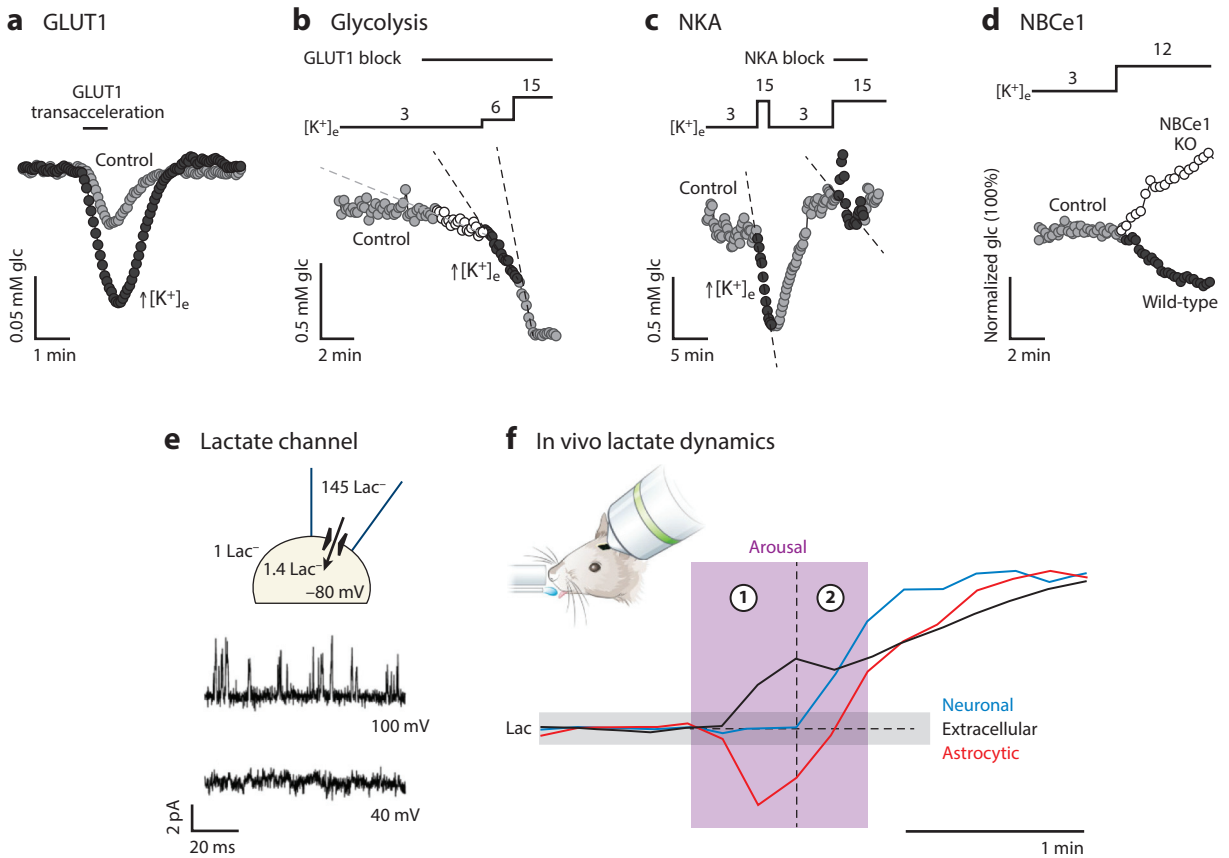 a GLUT1
GLUT1
transacceleration
Control
↑[K⁺]ₑ
0.05 mM glc
1 min
b Glycolysis
GLUT1 block
15
6
3
[K⁺]ₑ
Control
↑[K⁺]ₑ
0.5 mM glc
2 min
c NKA
NKA block
15
15
3
3
[K⁺]ₑ
Control
↑[K⁺]ₑ
0.5 mM glc
5 min
d NBCe1
12
3
[K⁺]ₑ
NBCe1
KO
Control
Wild-type
Normalized glc (100%)
2 min
e Lactate channel
145 Lac⁻
1 Lac⁻
1.4 Lac⁻
–80 mV
100 mV
40 mV
2 pA
20 ms
f In vivo lactate dynamics
Arousal
1
2
Lac
Neuronal
Extracellular
Astrocytic
1 min